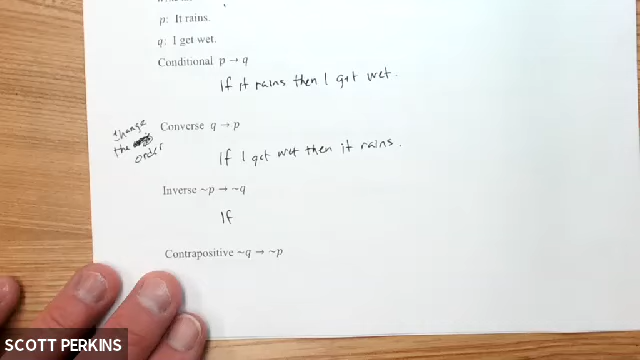 p: It rains.
q: I get wet.
Conditional p → q
If it rains then I get wet.
change
the
order
Converse q → p
If I get wet then it rains.
Inverse ~p → ~q
If
Contrapositive ~q → ~p
SCOTT PERKINS